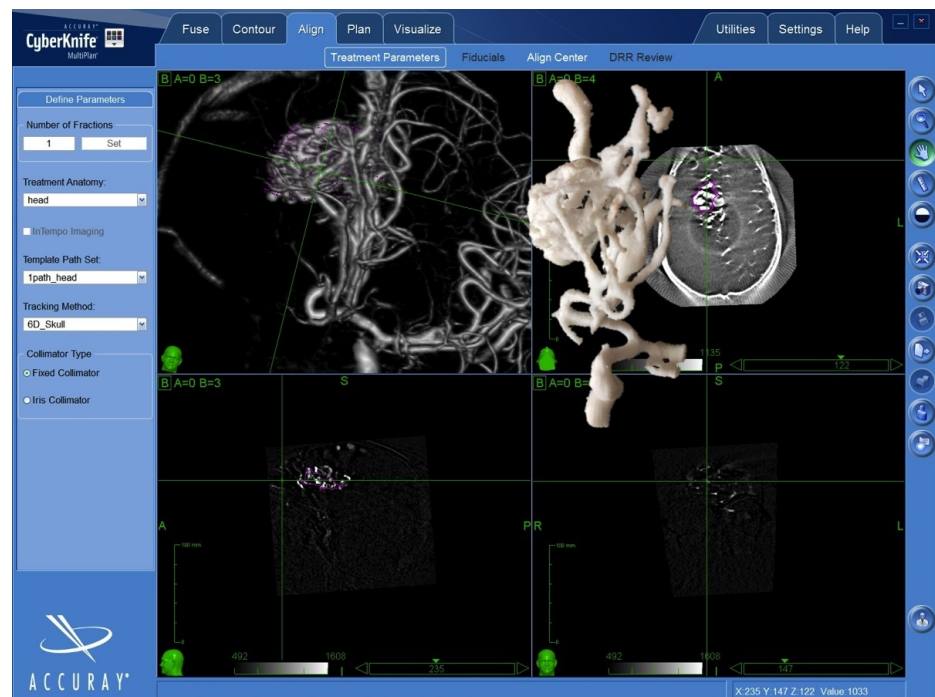 ACCURAY®
CyberKnife®
MultiPlan®
Fuse
Contour
Align
Plan
Visualize
Utilities
Settings
Help
Treatment Parameters
Fiducials
Align Center
DRR Review
Define Parameters
Number of Fractions
1
Set
Treatment Anatomy:
head
InTempo Imaging
Template Path Set:
1path_head
Tracking Method:
6D_Skull
Collimator Type
Fixed Collimator
Iris Collimator
ACCURAY®
B A=0 B=3
B A=0 B=4
A
L
P
1135
122
B A=0 B=3
S
A
P
100 mm
492
1608
235
B A=0 B=
S
R
L
100 mm
492
1608
147
X:235 Y:147 Z:122 Value:1033